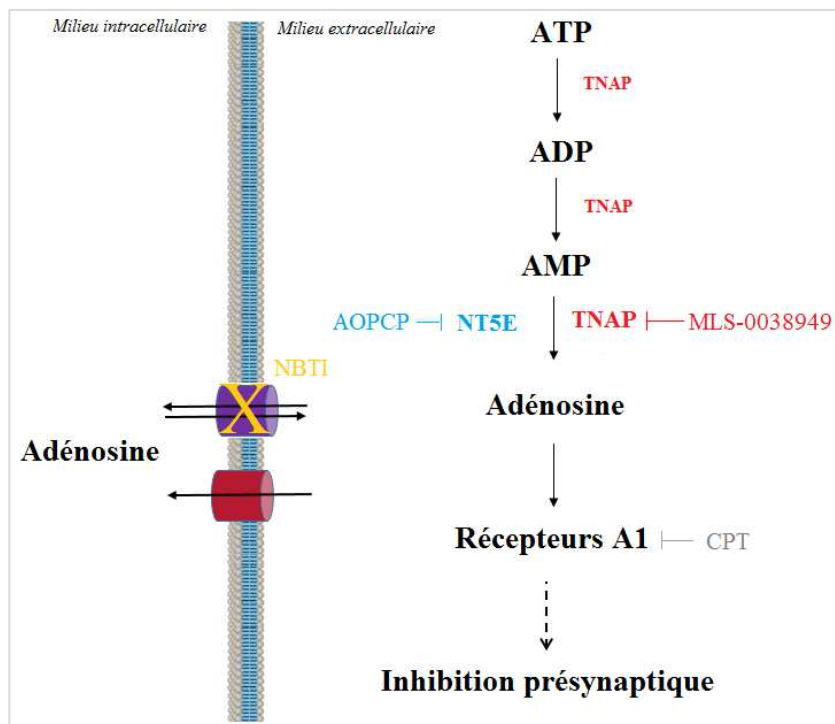 Milieu intracellulaire
Milieu extracellulaire
ATP
TNAP
ADP
TNAP
AMP
AOPCP
NT5E
TNAP
MLS-0038949
NBTI
X
Adénosine
Adénosine
Récepteurs A1
CPT
Inhibition présynaptique